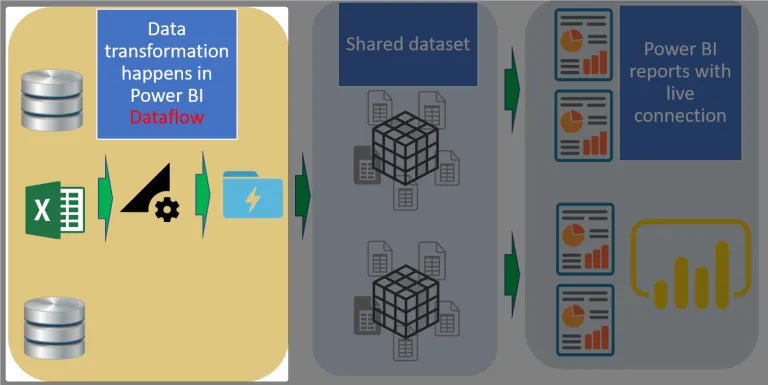 Data
transformation
happens in
Power BI
Dataflow
Shared dataset
Power BI
reports with
live
connection
X